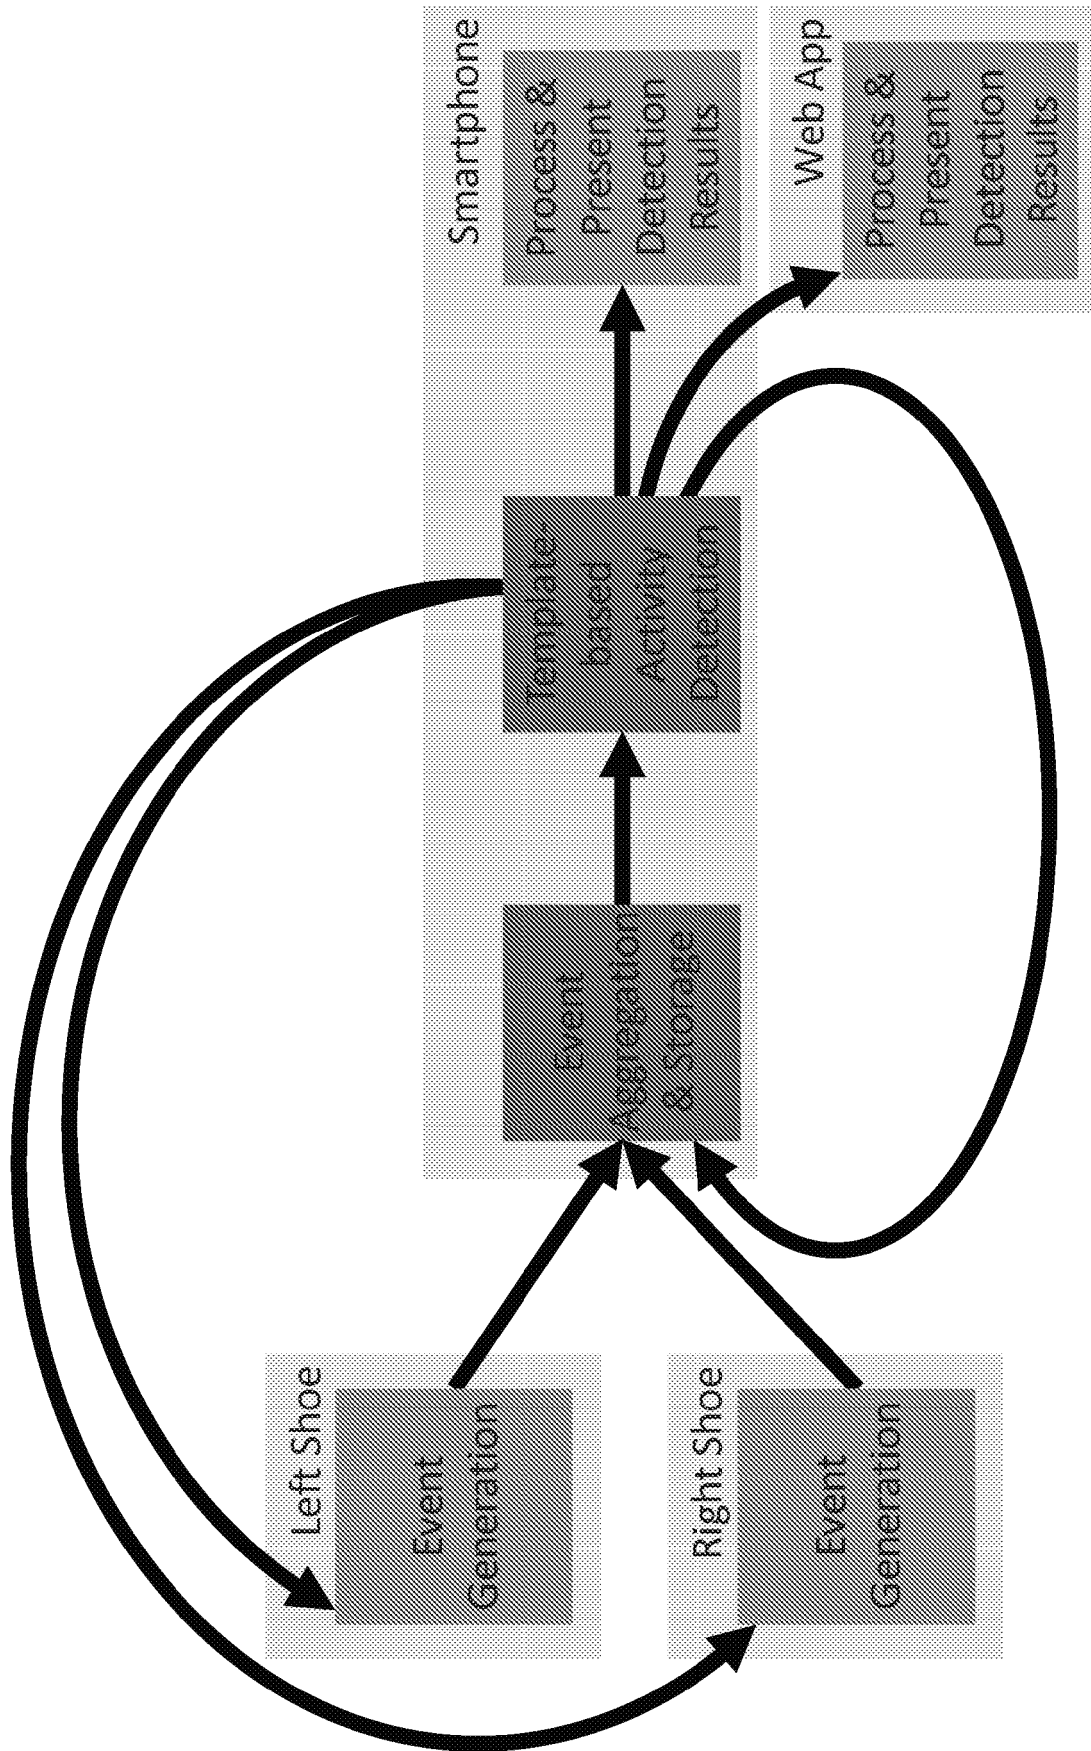 Left Shoe
Event
Generation
Right Shoe
Event
Generation
Smartphone
Event
Aggregation
& Storage
Template-
based
Activity
Detection
Process &
Present
Detection
Results
Web App
Process &
Present
Detection
Results